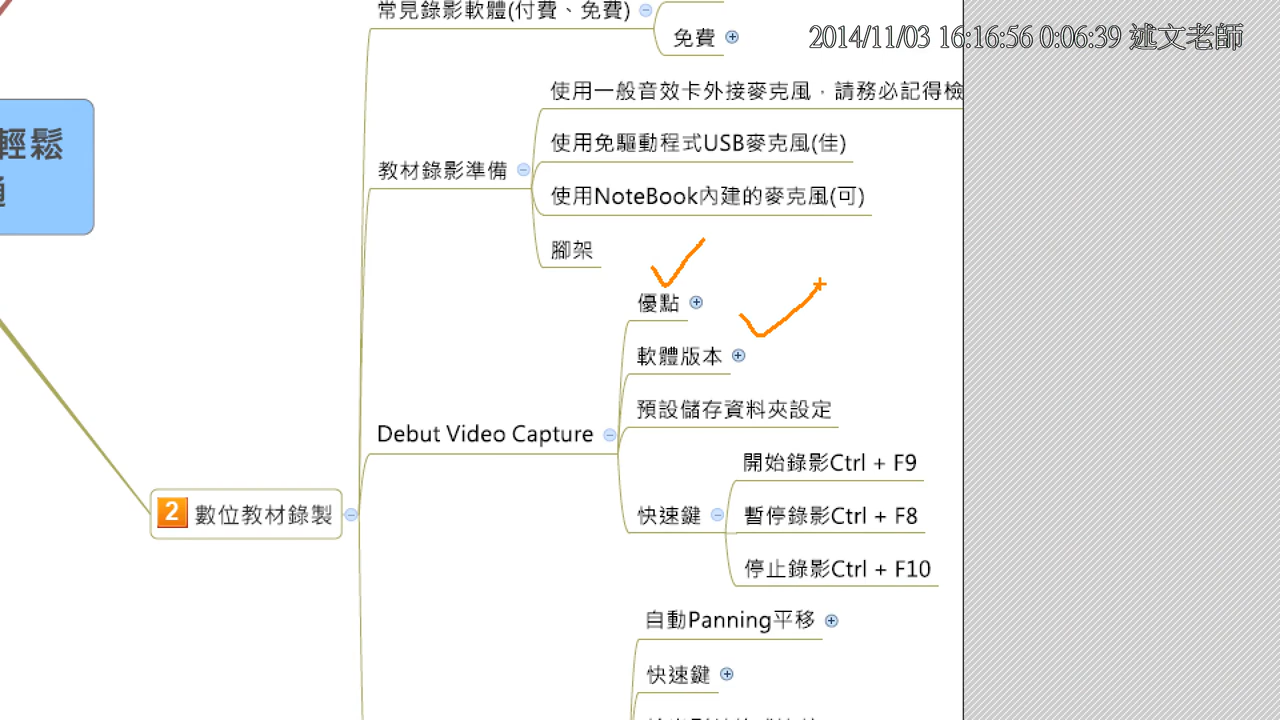 常見錄影軟體(付費、免費)
免費
2014/11/03 16:16:56 0:06:39 述文老師
使用一般音效卡外接麥克風，請務必記得檢
輕鬆
使用免驅動程式USB麥克風(佳)
教材錄影準備
使用NoteBook內建的麥克風(可)
腳架
優點
軟體版本
預設儲存資料夾設定
Debut Video Capture
開始錄影Ctrl + F9
2 數位教材錄製
快速鍵
暫停錄影Ctrl + F8
停止錄影Ctrl + F10
自動Panning平移
快速鍵